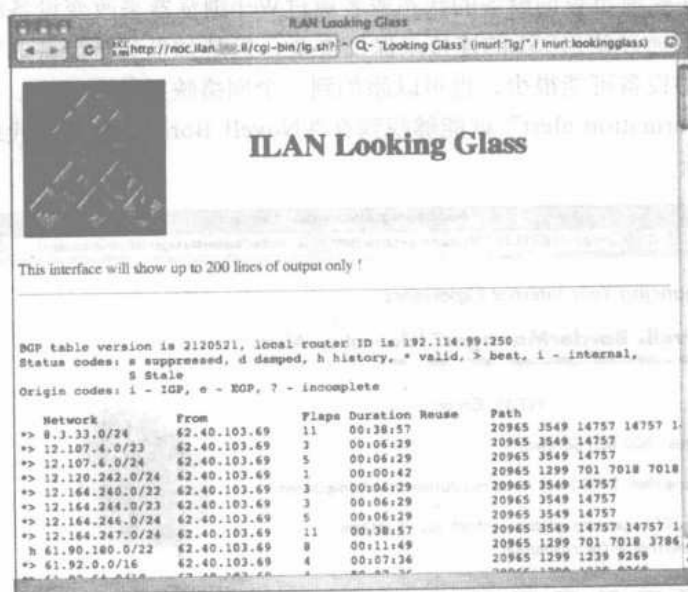 ILAN Looking Glass
http://noc.ilan. .il/cgi-bin/lg.sh? Q- "Looking Glass" (inurl:"lg/" | inurl:lookingglass)
ILAN Looking Glass
This interface will show up to 200 lines of output only !
BGP table version is 2120521, local router ID is 192.114.99.250
Status codes: s suppressed, d damped, h history, * valid, > best, i - internal,
S Stale
Origin codes: i - IGP, e - EGP, ? - incomplete
Network From Flaps Duration Reuse Path
*> 8.3.33.0/24 62.40.103.69 11 00:38:57 20965 3549 14757 14757
*> 12.107.4.0/23 62.40.103.69 3 00:06:29 20965 3549 14757
*> 12.107.6.0/24 62.40.103.69 5 00:06:29 20965 3549 14757
*> 12.120.242.0/24 62.40.103.69 1 00:00:42 20965 1299 701 7018 7018
*> 12.164.240.0/22 62.40.103.69 00:06:29 20965 3549 14757
*> 12.164.244.0/23 62.40.103.69 3 00:06:29 20965 3549 14757
*> 12.164.246.0/24 62.40.103.69 5 00:06:29 20965 3549 14757
*> 12.164.247.0/24 62.40.103.69 11 00:38:57 20965 3549 14757 14757
h 61.90.180.0/22 62.40.103.69 8 00:11:49 20965 1299 701 7018 3786
*> 61.92.0.0/16 62.40.103.69 4 00:07:36 20965 1299 1239 9269